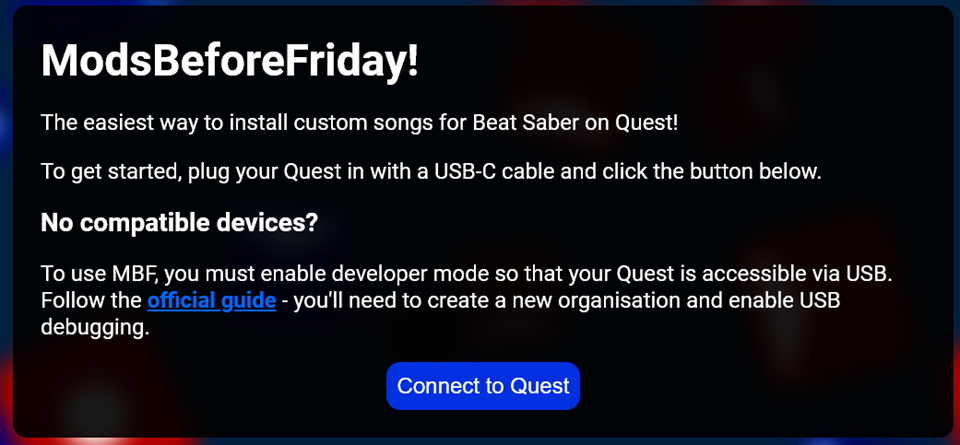 ModsBeforeFriday!
The easiest way to install custom songs for Beat Saber on Quest!
To get started, plug your Quest in with a USB-C cable and click the button below.
No compatible devices?
To use MBF, you must enable developer mode so that your Quest is accessible via USB.
Follow the official guide - you'll need to create a new organisation and enable USB
debugging.
Connect to Quest